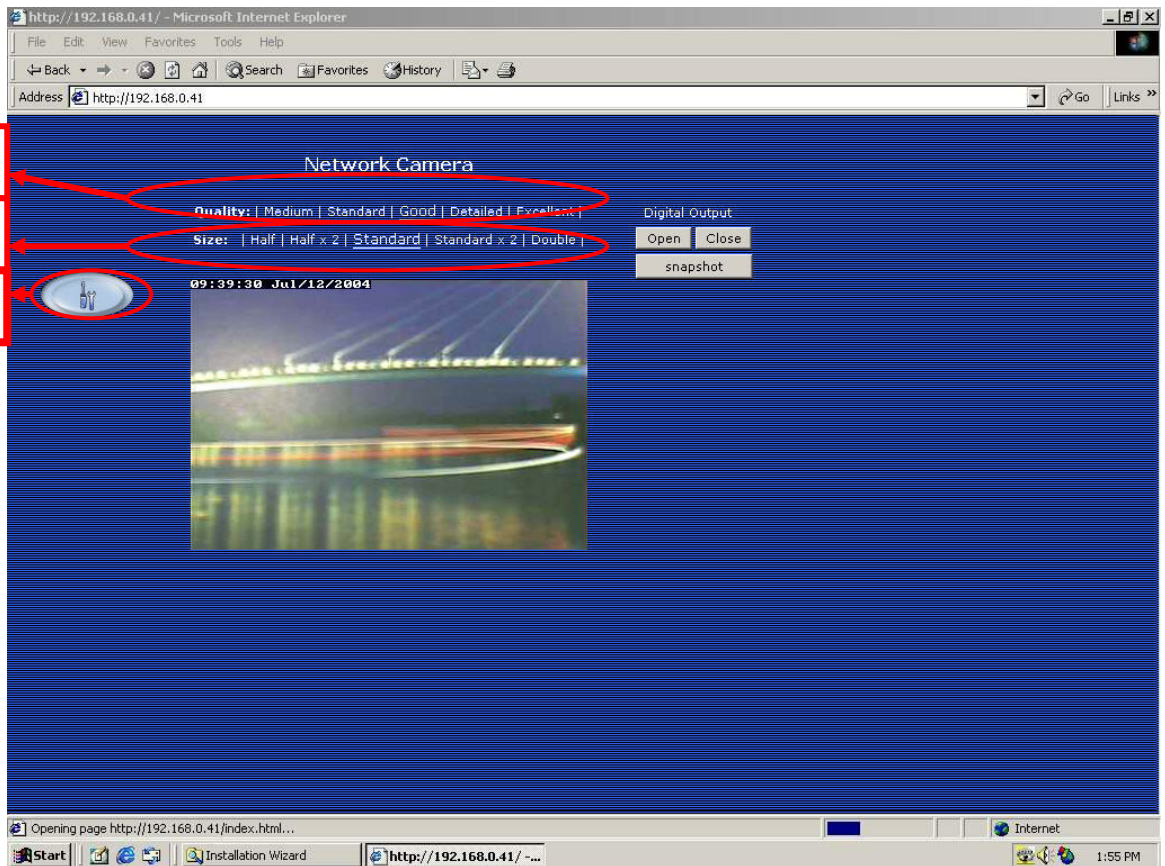 http://192.168.0.41/ - Microsoft Internet Explorer
File Edit View Favorites Tools Help
Back Search Favorites History
Address http://192.168.0.41 Go Links »
Network Camera
Quality: | Medium | Standard | Good | Detailed | Excellent |
Digital Output
Size: | Half | Half x 2 | Standard | Standard x 2 | Double |
Open Close
snapshot
09:39:30 Jul/12/2004
Opening page http://192.168.0.41/index.html... Internet
Start Installation Wizard http://192.168.0.41/ -... 1:55 PM